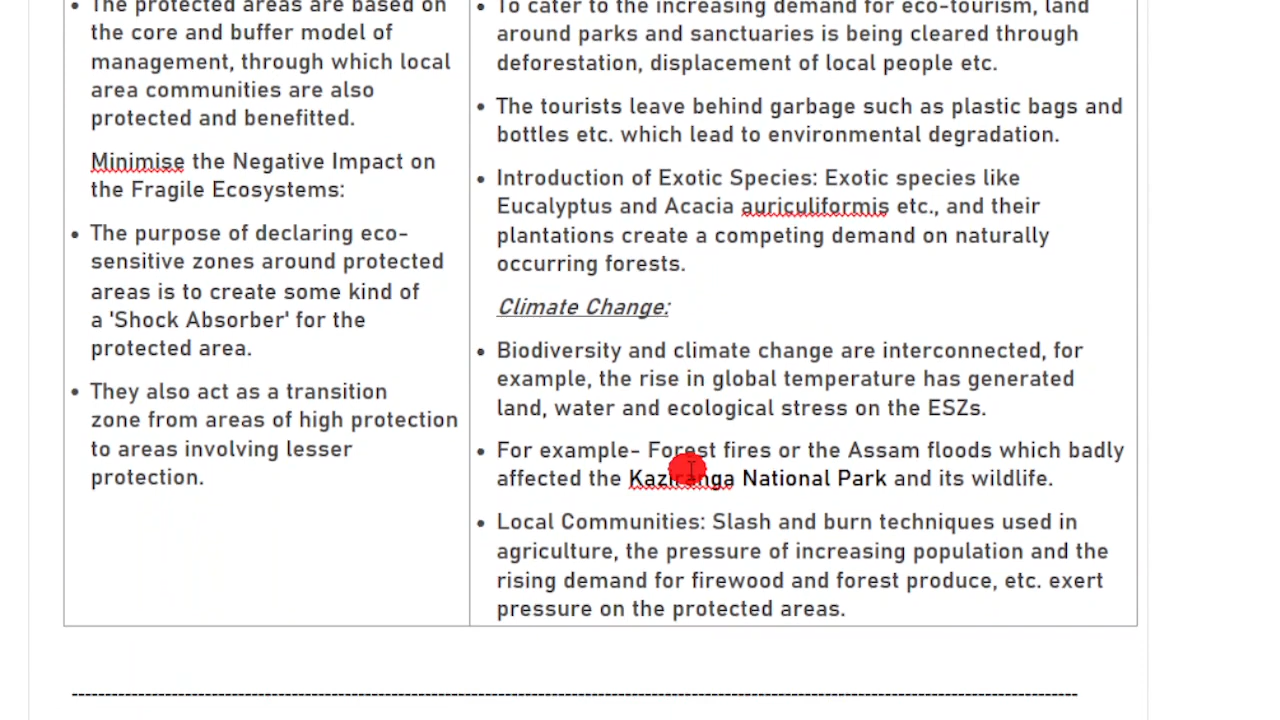 The protected areas are based on
the core and buffer model of
management, through which local
area communities are also
protected and benefitted.
Minimise the Negative Impact on
the Fragile Ecosystems:
The purpose of declaring eco-
sensitive zones around protected
areas is to create some kind of
a 'Shock Absorber' for the
protected area.
They also act as a transition
zone from areas of high protection
to areas involving lesser
protection.
To cater to the increasing demand for eco-tourism, land
around parks and sanctuaries is being cleared through
deforestation, displacement of local people etc.
The tourists leave behind garbage such as plastic bags and
bottles etc. which lead to environmental degradation.
Introduction of Exotic Species: Exotic species like
Eucalyptus and Acacia auriculiformis etc., and their
plantations create a competing demand on naturally
occurring forests.
Climate Change:
Biodiversity and climate change are interconnected, for
example, the rise in global temperature has generated
land, water and ecological stress on the ESZs.
For example- Forest fires or the Assam floods which badly
affected the Kaziranga National Park and its wildlife.
Local Communities: Slash and burn techniques used in
agriculture, the pressure of increasing population and the
rising demand for firewood and forest produce, etc. exert
pressure on the protected areas.